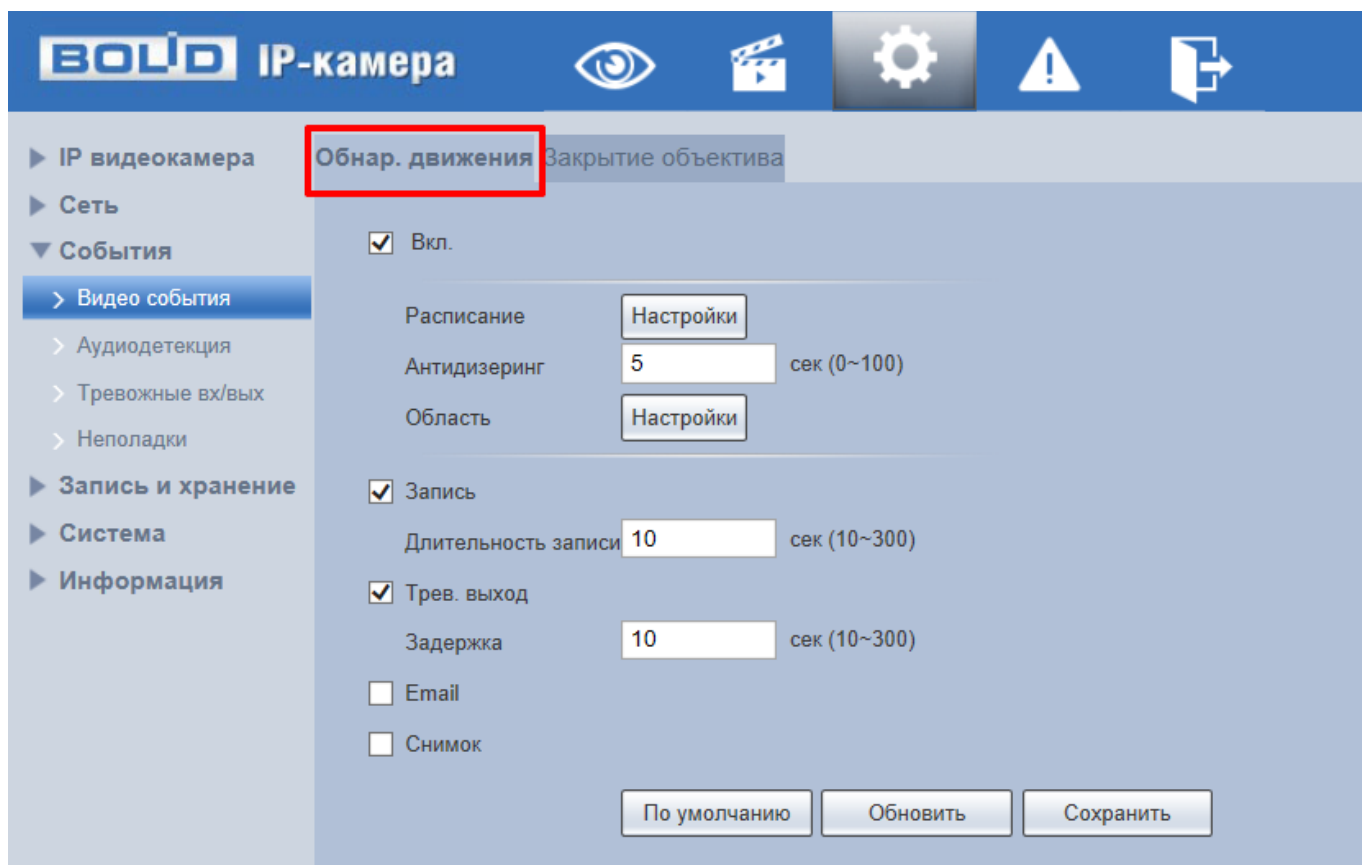 BOLID IP-камера
IP видеокамера
Сеть
События
Видео события
Аудиодетекция
Тревожные вх/вых
Неполадки
Запись и хранение
Система
Информация
Обнар. движения Закрытие объектива
Вкл.
Расписание Настройки
Антидизеринг 5 сек (0~100)
Область Настройки
Запись
Длительность записи 10 сек (10~300)
Трев. выход
Задержка 10 сек (10~300)
Email
Снимок
По умолчанию Обновить Сохранить